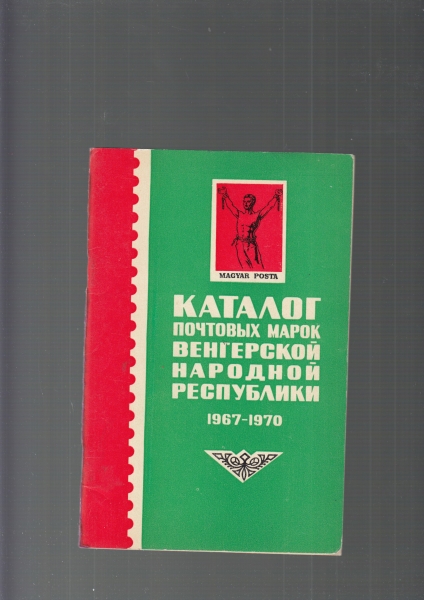 MAGYAR POSTA
КАТАЛОГ
ПОЧТОВЫХ МАРОК
ВЕНГЕРСКОЙ
НАРОДНОЙ
РЕСПУБЛИКИ
1967-1970